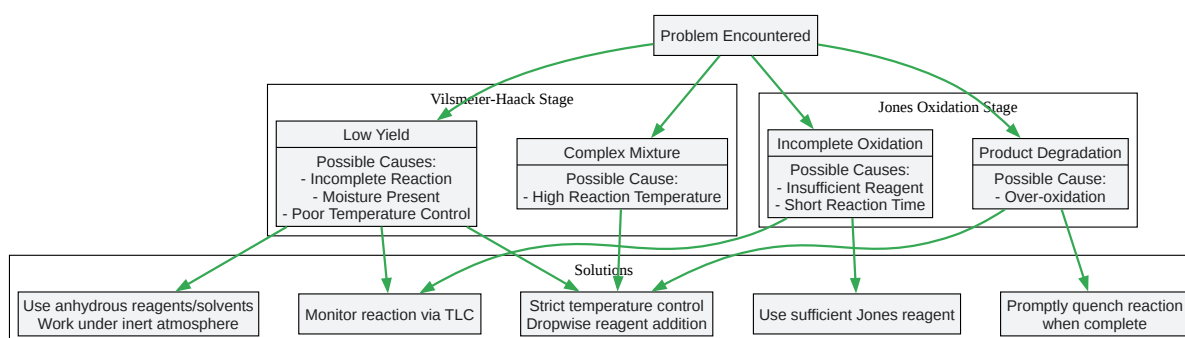 Problem Encountered
Vilsmeier-Haack Stage
Jones Oxidation Stage
Low Yield
Possible Causes:
- Incomplete Reaction
- Moisture Present
- Poor Temperature Control
Complex Mixture
Possible Cause:
- High Reaction Temperature
Incomplete Oxidation
Possible Causes:
- Insufficient Reagent
- Short Reaction Time
Product Degradation
Possible Cause:
- Over-oxidation
Solutions
Use anhydrous reagents/solvents
Work under inert atmosphere
Monitor reaction via TLC
Strict temperature control
Dropwise reagent addition
Use sufficient Jones reagent
Promptly quench reaction
when complete